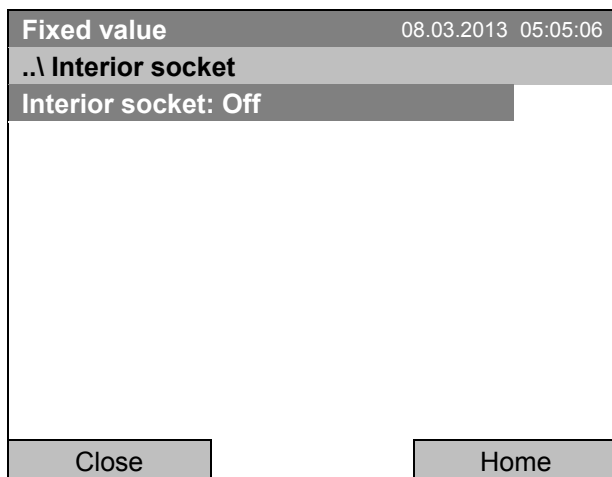 Fixed value 08.03.2013 05:05:06
..\ Interior socket
Interior socket: Off
Close Home